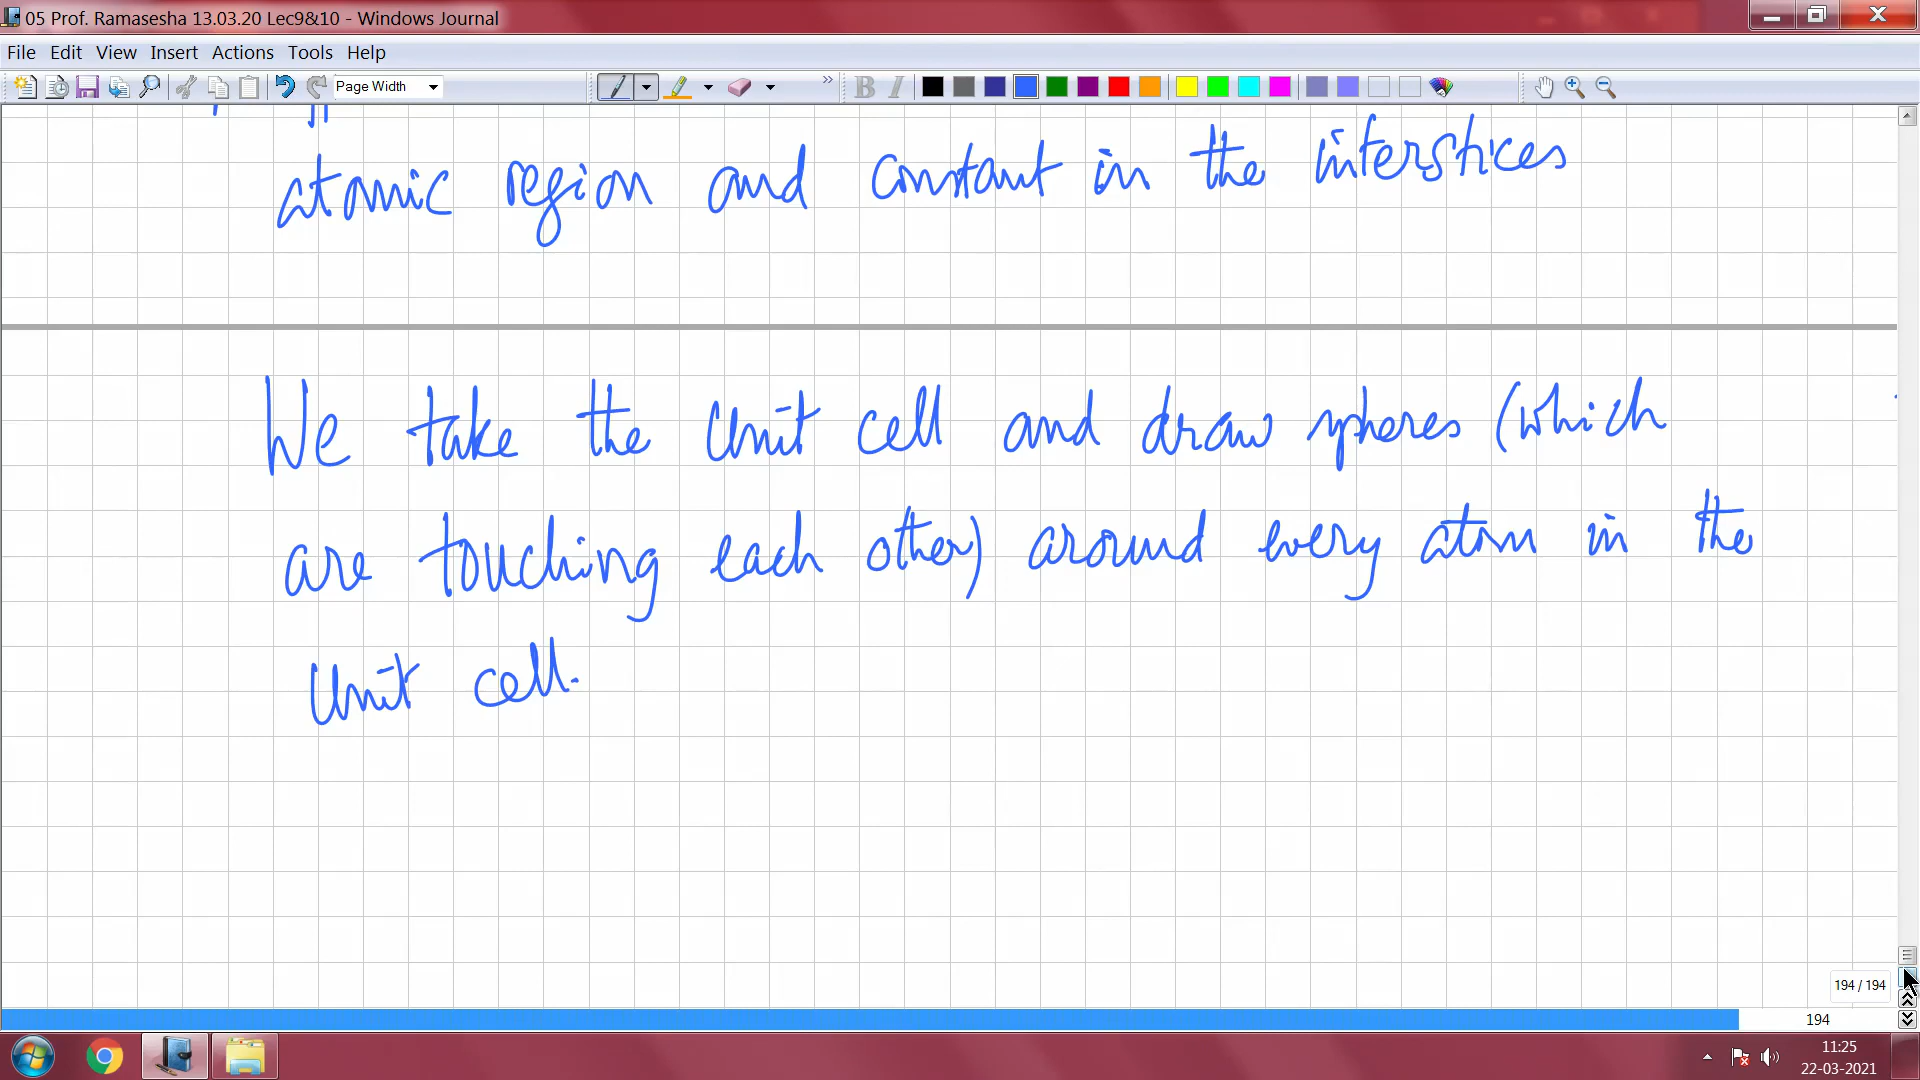 05 Prof. Ramasesha 13.03.20 Lec9&10 - Windows Journal
File Edit View Insert Actions Tools Help
Page Width
B I
atomic region and constant in the interstices
We take the Unit cell and draw spheres (which
are touching each other) around every atom in the
Unit cell.
194 / 194
194
11:25
22-03-2021